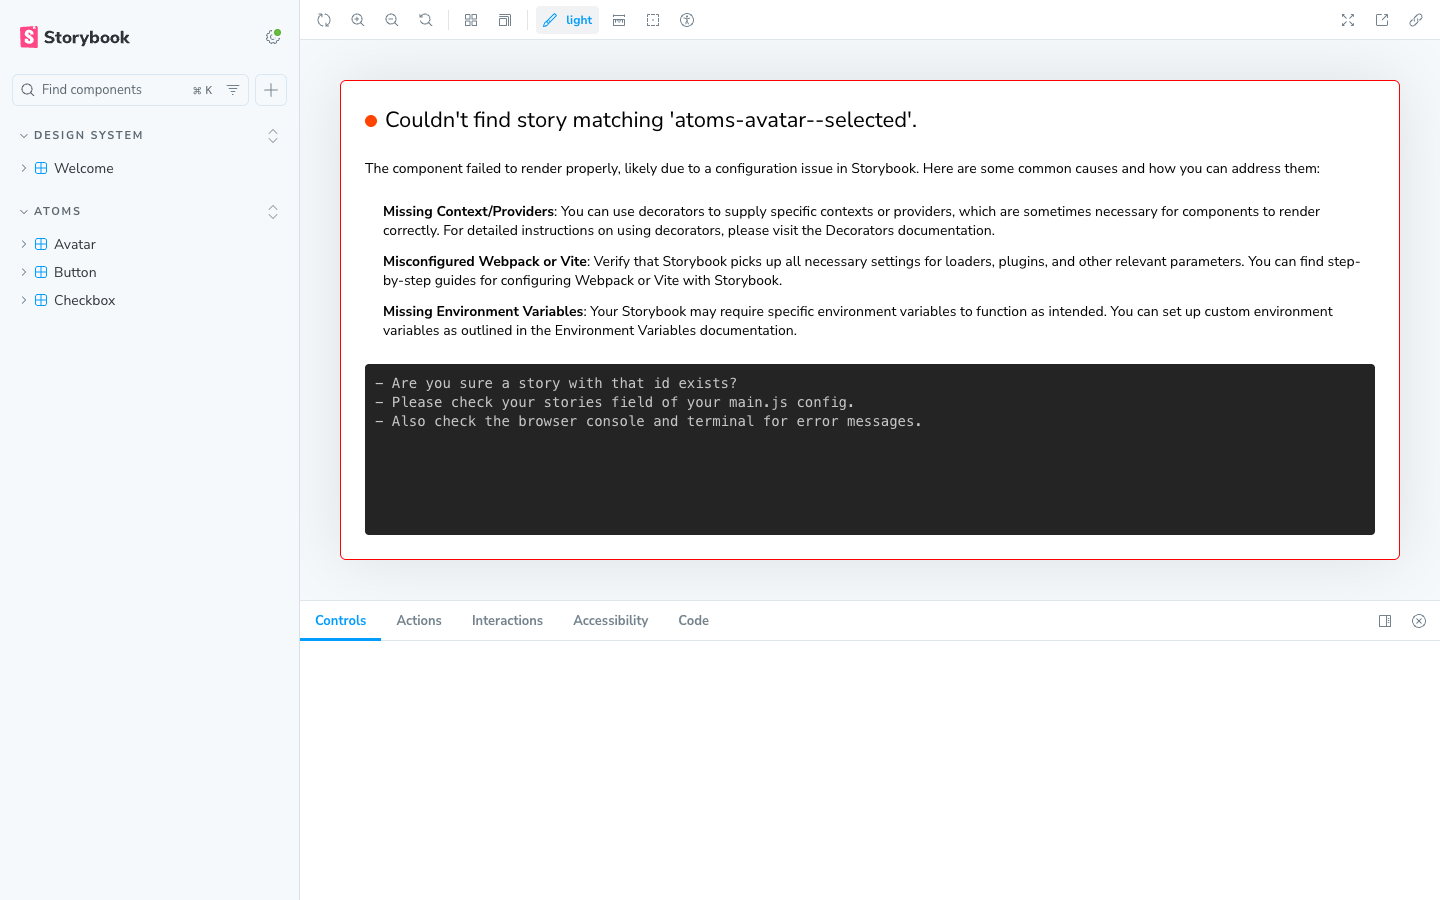 Storybook
Find components
⌘ K
DESIGN SYSTEM
Welcome
ATOMS
Avatar
Button
Checkbox
light
Couldn't find story matching 'atoms-avatar--selected'.
The component failed to render properly, likely due to a configuration issue in Storybook. Here are some common causes and how you can address them:
Missing Context/Providers: You can use decorators to supply specific contexts or providers, which are sometimes necessary for components to render
correctly. For detailed instructions on using decorators, please visit the Decorators documentation.
Misconfigured Webpack or Vite: Verify that Storybook picks up all necessary settings for loaders, plugins, and other relevant parameters. You can find step-
by-step guides for configuring Webpack or Vite with Storybook.
Missing Environment Variables: Your Storybook may require specific environment variables to function as intended. You can set up custom environment
variables as outlined in the Environment Variables documentation.
- Are you sure a story with that id exists?
- Please check your stories field of your main.js config.
- Also check the browser console and terminal for error messages.
Controls
Actions
Interactions
Accessibility
Code